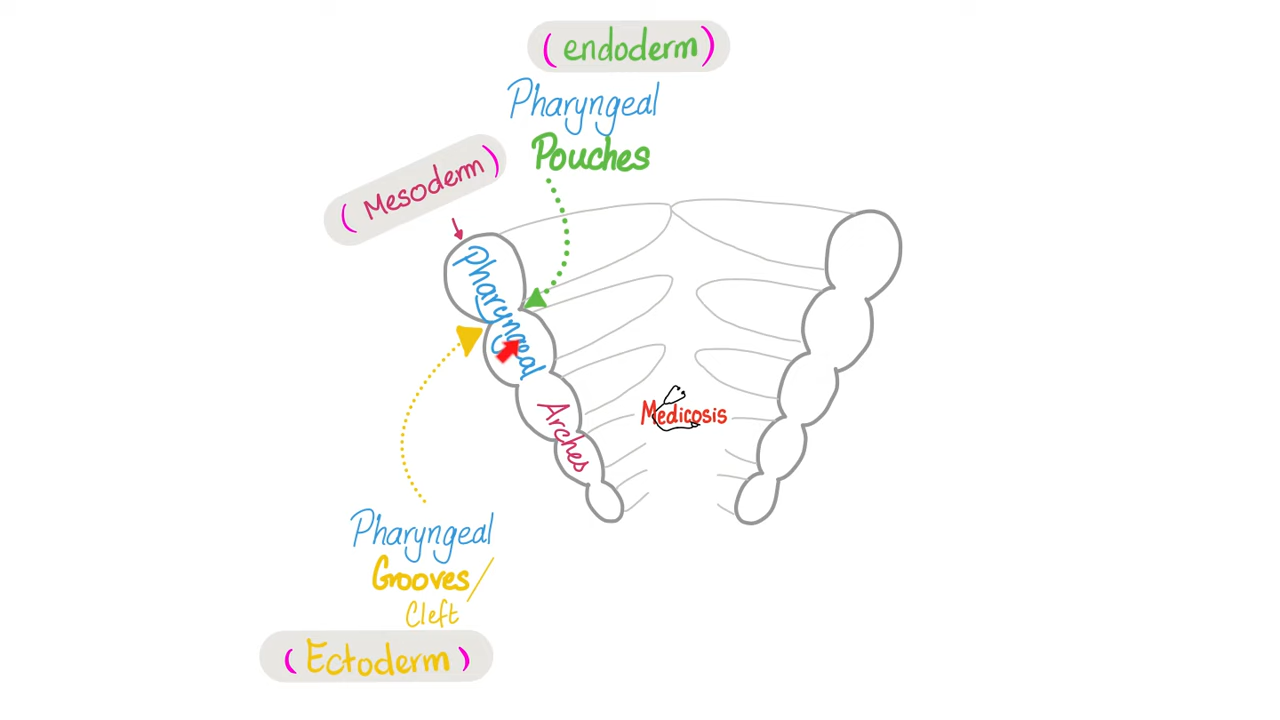 (endoderm)
Pharyngeal
Pouches
(Mesoderm)
Pharyngeal
Arches
Medicosis
Pharyngeal
Grooves/
Cleft
(Ectoderm)